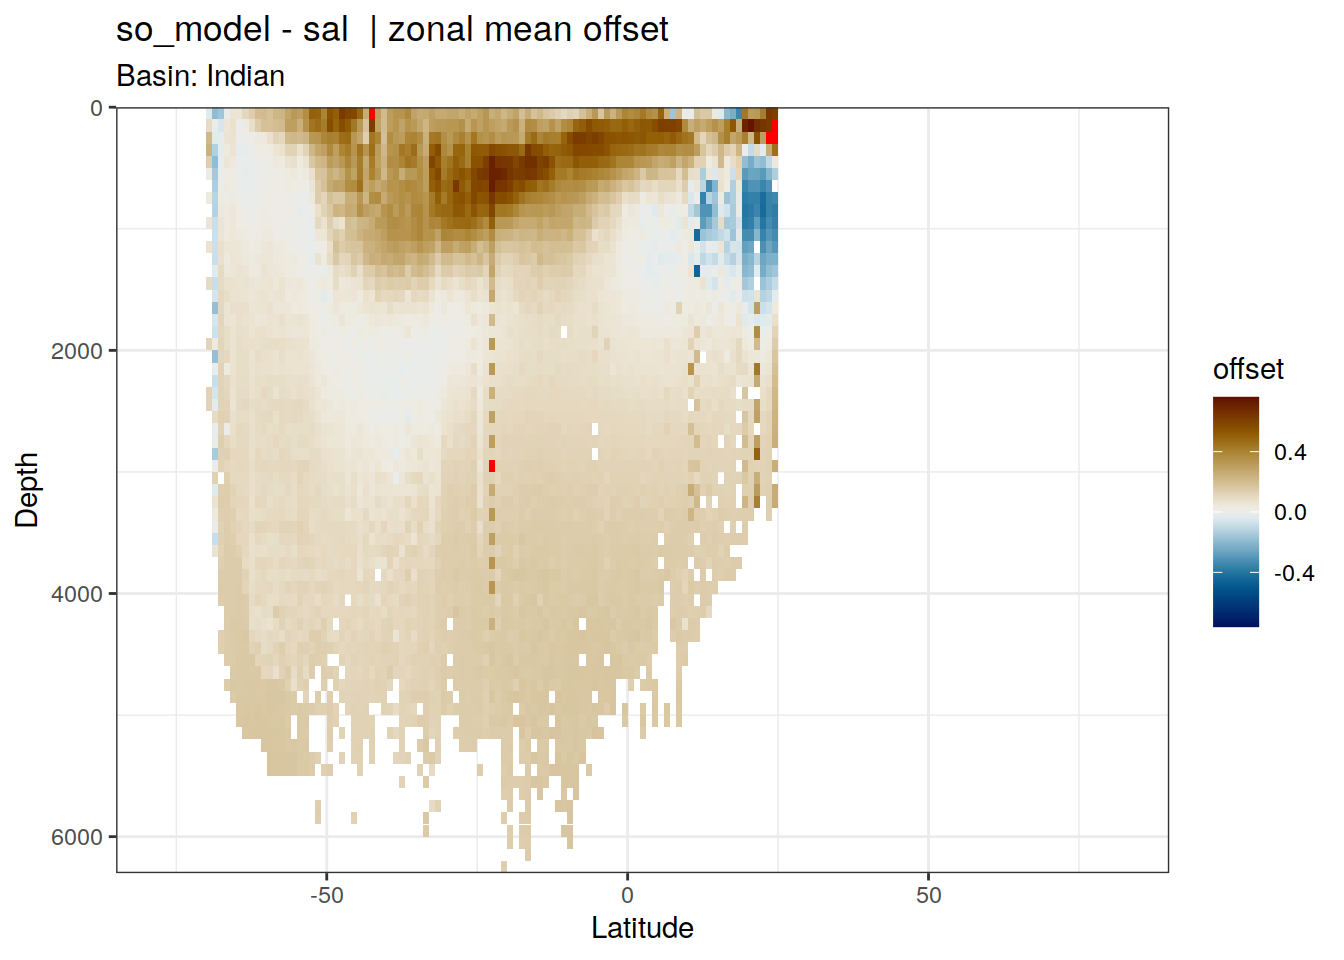 so_model - sal  | zonal mean offset
Basin: Indian
0
2000
4000
6000
Depth
-50
0
50
Latitude
offset
0.4
0.0
-0.4